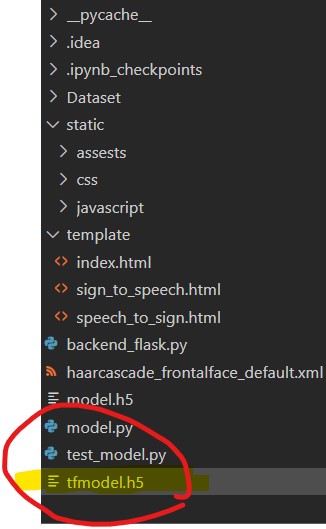 __pycache__
.idea
.ipynb_checkpoints
Dataset
static
assests
css
javascript
template
index.html
sign_to_speech.html
speech_to_sign.html
backend_flask.py
haarcascade_frontalface_default.xml
model.h5
model.py
test_model.py
tfmodel.h5